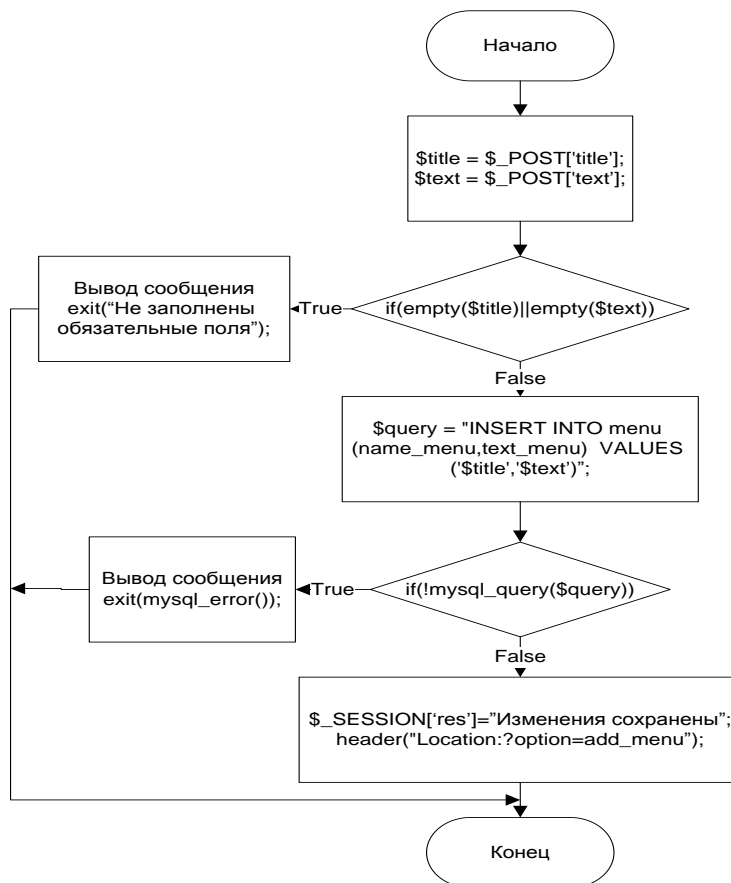 Начало
$title = $_POST['title'];
$text = $_POST['text'];
Вывод сообщения
exit(“Не заполнены
обязательные поля”);
True
if(empty($title)||empty($text))
False
$query = "INSERT INTO menu
(name_menu,text_menu)  VALUES
('$title','$text')”;
Вывод сообщения
exit(mysql_error());
True
if(!mysql_query($query))
False
$_SESSION[‘res’]=”Изменения сохранены”;
header("Location:?option=add_menu”);
Конец